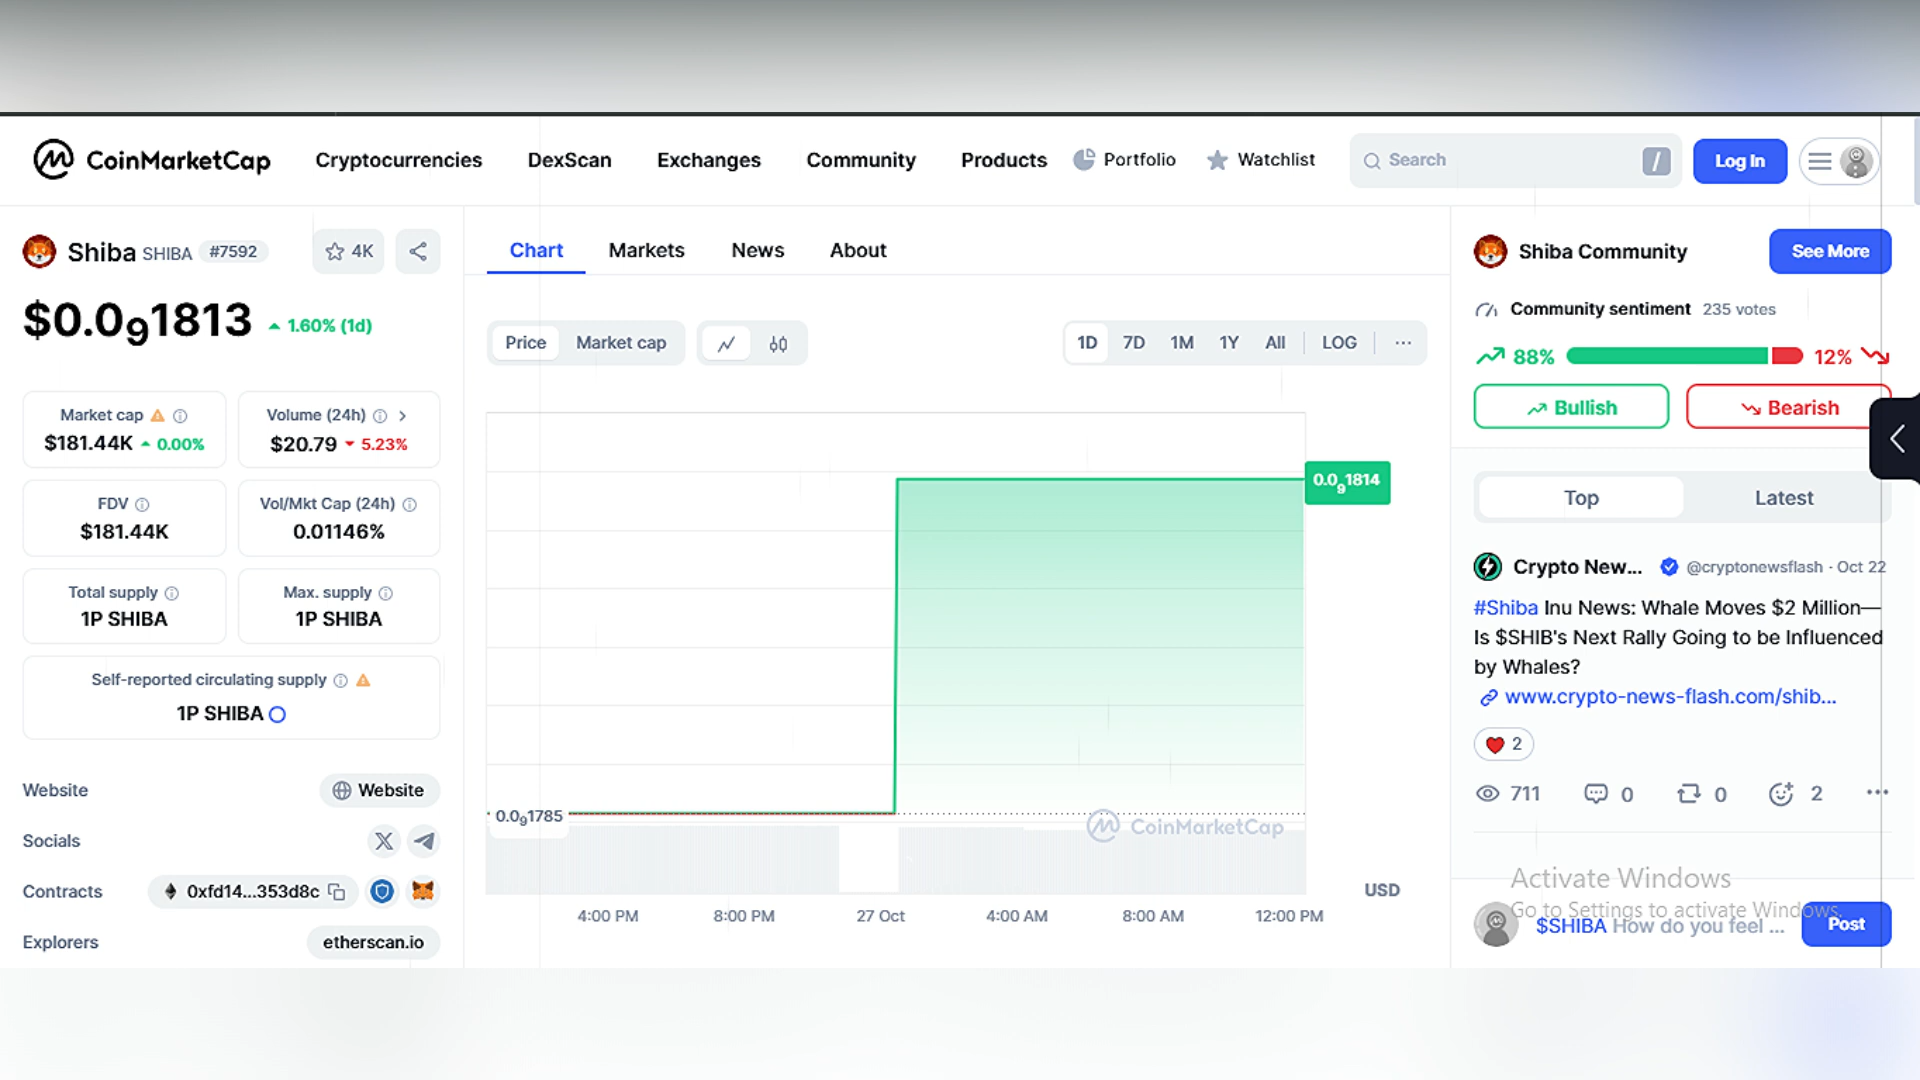 CoinMarketCap Cryptocurrencies DexScan Exchanges Community Products Portfolio Watchlist Search / Log In
Shiba SHIBA #7592 4K
$0.0₉1813 1.60% (1d)
Market cap
$181.44K 0.00%
Volume (24h)
$20.79 5.23%
FDV
$181.44K
Vol/Mkt Cap (24h)
0.01146%
Total supply
1P SHIBA
Max. supply
1P SHIBA
Self-reported circulating supply
1P SHIBA
Website Website
Socials
Contracts 0xfd14...353d8c
Explorers etherscan.io
Chart Markets News About
Price Market cap
1D 7D 1M 1Y All LOG ...
0.0₉1814
0.0₉1785
CoinMarketCap
USD
4:00 PM 8:00 PM 27 Oct 4:00 AM 8:00 AM 12:00 PM
Shiba Community See More
Community sentiment 235 votes
88% 12%
Bullish Bearish
Top Latest
Crypto New... @cryptonewsflash · Oct 22
#Shiba Inu News: Whale Moves $2 Million—
Is $SHIB's Next Rally Going to be Influenced
by Whales?
www.crypto-news-flash.com/shib...
2
711 0 0 2 ...
Activate Windows
Go to Settings to activate Windows.
$SHIBA How do you feel ... Post